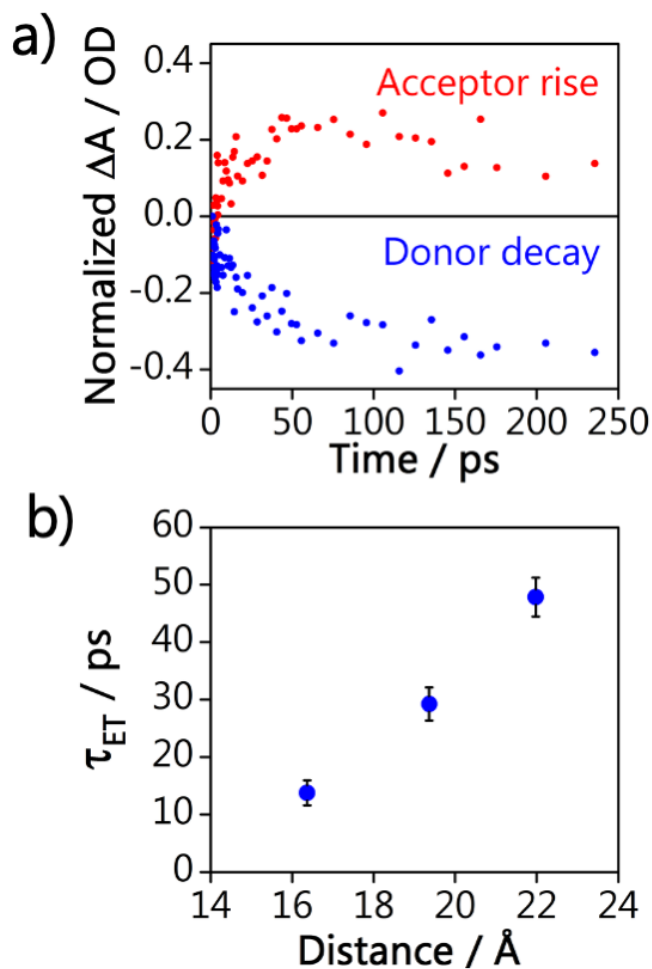 a)
Normalized ΔA / OD
0.4
0.2
0.0
-0.2
-0.4
Acceptor rise
Donor decay
0 50 100 150 200 250
Time / ps
b)
τET / ps
60
50
40
30
20
10
0
14 16 18 20 22 24
Distance / Å